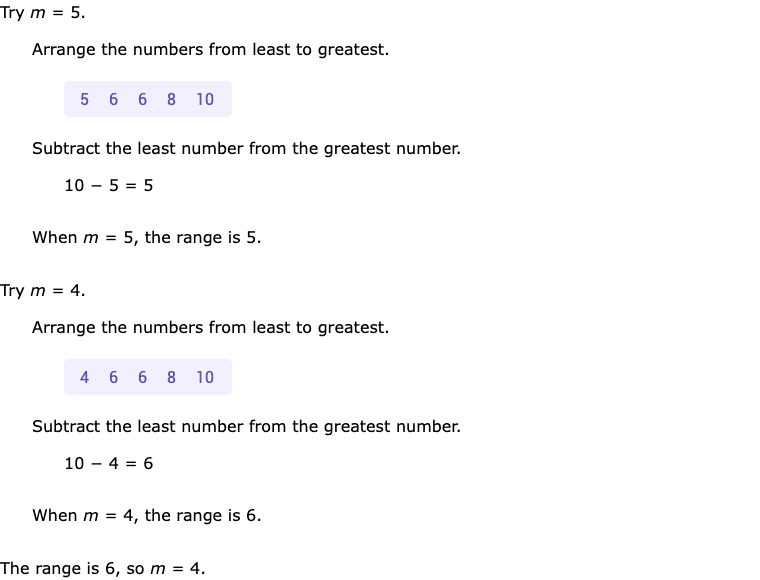 Try m = 5.
Arrange the numbers from least to greatest.
5 6 6 8 10
Subtract the least number from the greatest number.
10 − 5 = 5
When m = 5, the range is 5.
Try m = 4.
Arrange the numbers from least to greatest.
4 6 6 8 10
Subtract the least number from the greatest number.
10 − 4 = 6
When m = 4, the range is 6.
The range is 6, so m = 4.